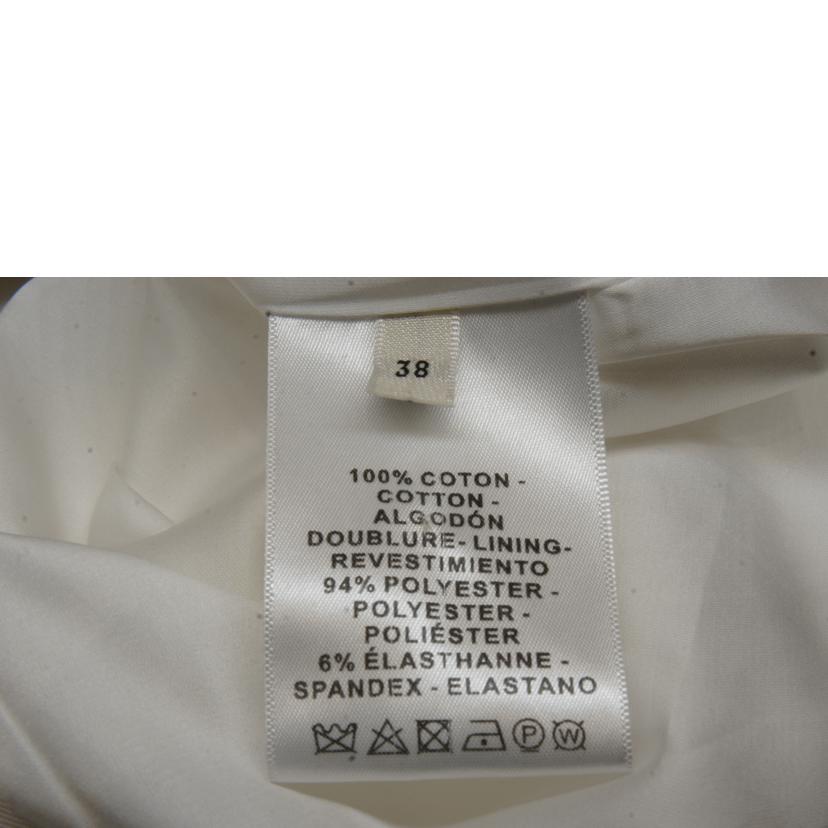 38
100% COTON -
COTTON -
ALGODÓN
DOUBLURE - LINING-
REVESTIMIENTO
94% POLYESTER -
POLYESTER -
POLIÉSTER
6% ÉLASTHANNE -
SPANDEX - ELASTANO
P W